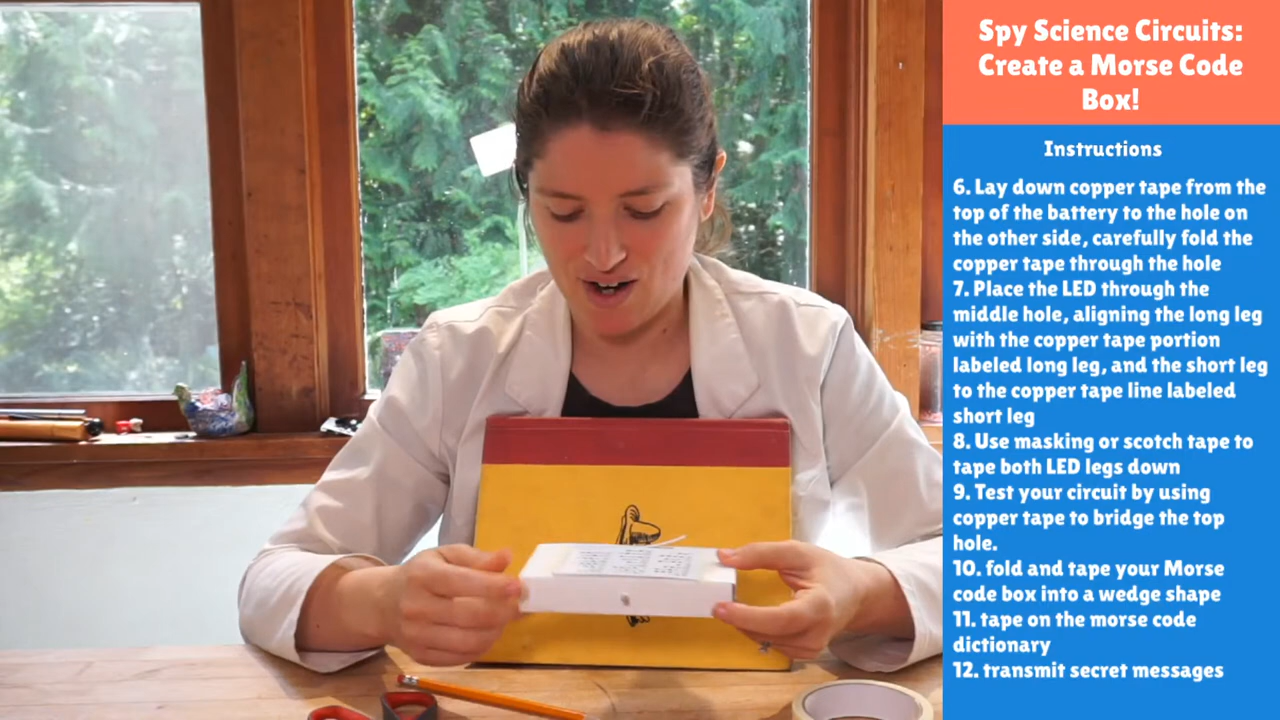 Spy Science Circuits:
Create a Morse Code
Box!
Instructions
6. Lay down copper tape from the
top of the battery to the hole on
the other side, carefully fold the
copper tape through the hole
7. Place the LED through the
middle hole, aligning the long leg
with the copper tape portion
labeled long leg, and the short leg
to the copper tape line labeled
short leg
8. Use masking or scotch tape to
tape both LED legs down
9. Test your circuit by using
copper tape to bridge the top
hole.
10. fold and tape your Morse
code box into a wedge shape
11. tape on the morse code
dictionary
12. transmit secret messages